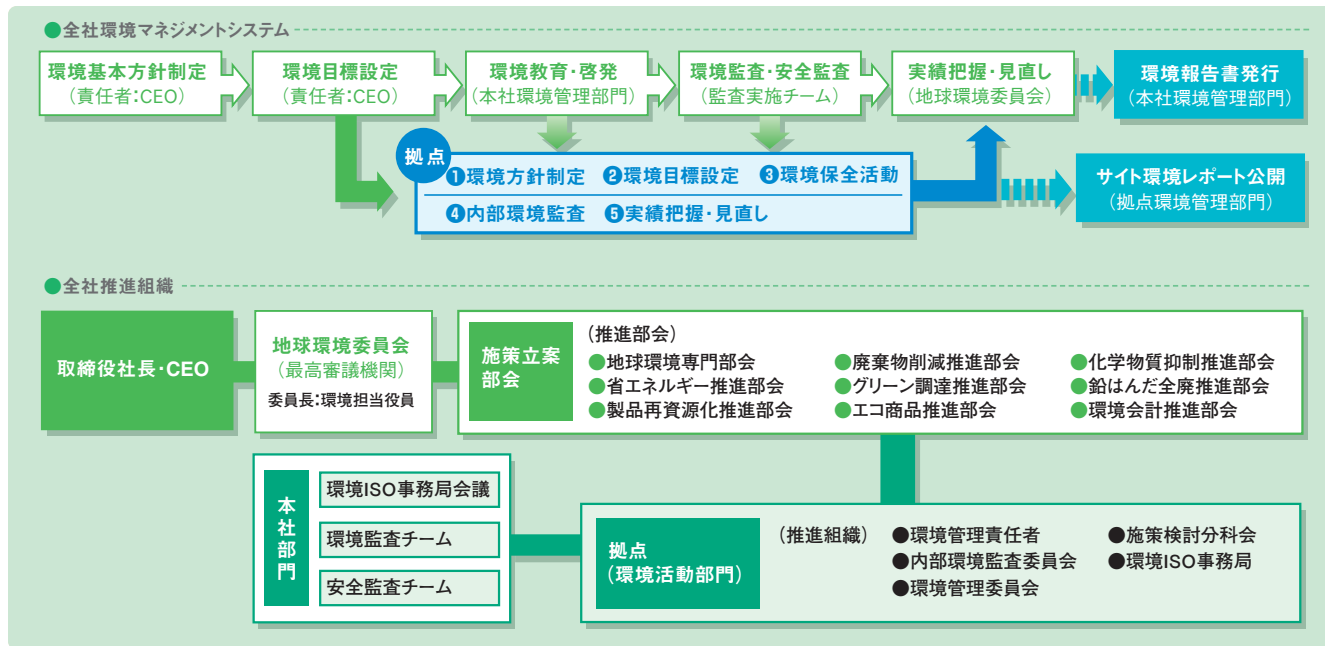 ●全社環境マネジメントシステム
環境基本方針制定
（責任者：CEO）
環境目標設定
（責任者：CEO）
環境教育・啓発
（本社環境管理部門）
環境監査・安全監査
（監査実施チーム）
実績把握・見直し
（地球環境委員会）
環境報告書発行
（本社環境管理部門）
拠点
❶環境方針制定 ❷環境目標設定 ❸環境保全活動
❹内部環境監査 ❺実績把握・見直し
サイト環境レポート公開
（拠点環境管理部門）
●全社推進組織
取締役社長・CEO
地球環境委員会
（最高審議機関）
委員長：環境担当役員
施策立案
部会
（推進部会）
●地球環境専門部会 ●廃棄物削減推進部会 ●化学物質抑制推進部会
●省エネルギー推進部会 ●グリーン調達推進部会 ●鉛はんだ全廃推進部会
●製品再資源化推進部会 ●エコ商品推進部会 ●環境会計推進部会
本社部門
環境ISO事務局会議
環境監査チーム
安全監査チーム
拠点
（環境活動部門）
（推進組織） ●環境管理責任者 ●施策検討分科会
●内部環境監査委員会 ●環境ISO事務局
●環境管理委員会